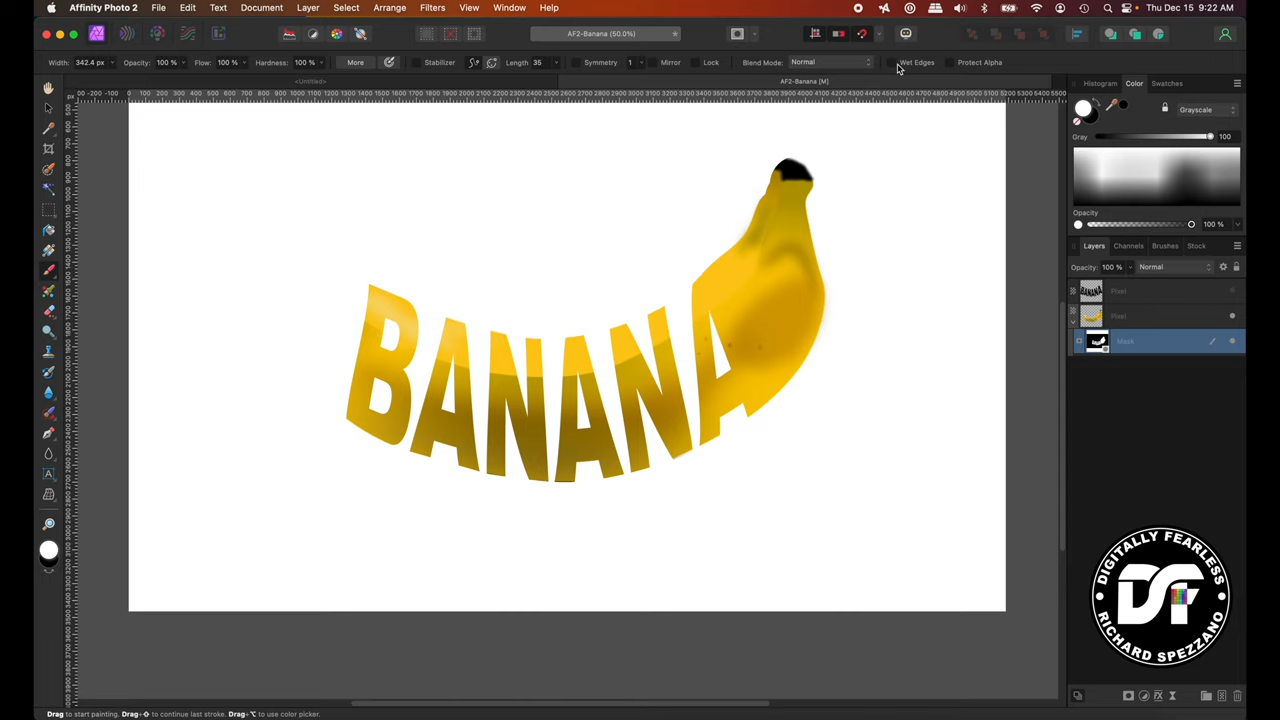 Affinity Photo 2 File Edit Text Document Layer Select Arrange Filters View Window Help Thu Dec 15 9:22 AM
AF2-Banana (50.0%)
Width: 342.4 px Opacity: 100 % Flow: 100 % Hardness: 100 % More Stabilizer Length 35 Symmetry 1 Mirror Lock Blend Mode: Normal Wet Edges Protect Alpha
<Untitled> AF2-Banana [M]
Histogram Color Swatches
Grayscale
Gray 100
Opacity
100 %
Layers Channels Brushes Stock
Opacity: 100 % Normal
Pixel
Pixel
Mask
BANANA
DIGITALLY FEARLESS
DF
RICHARD SPEZZANO
Drag to start painting. Drag+⇧ to continue last stroke. Drag+⌥ to use color picker.